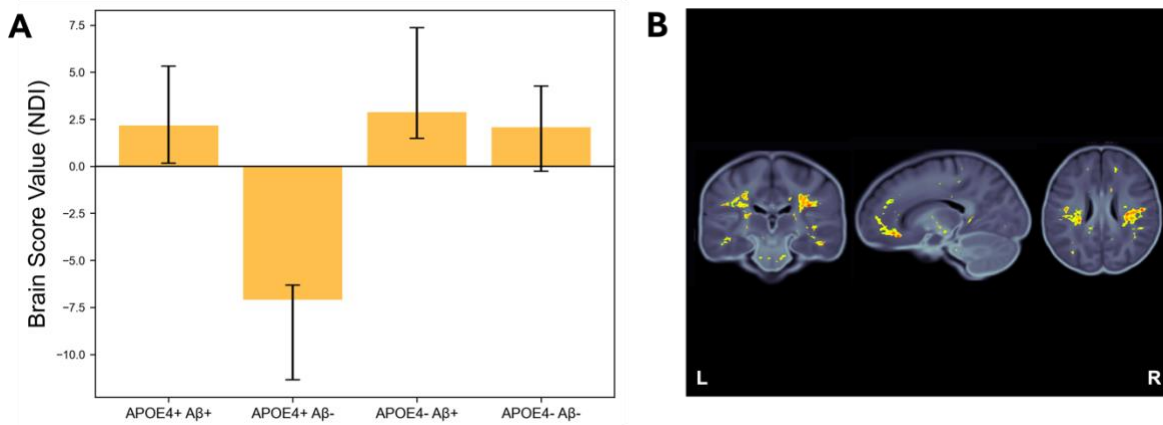 A
B
Brain Score Value (NDI)
7.5
5.0
2.5
0.0
−2.5
−5.0
−7.5
−10.0
APOE4+ Aβ+ APOE4+ Aβ- APOE4- Aβ+ APOE4- Aβ-
L R